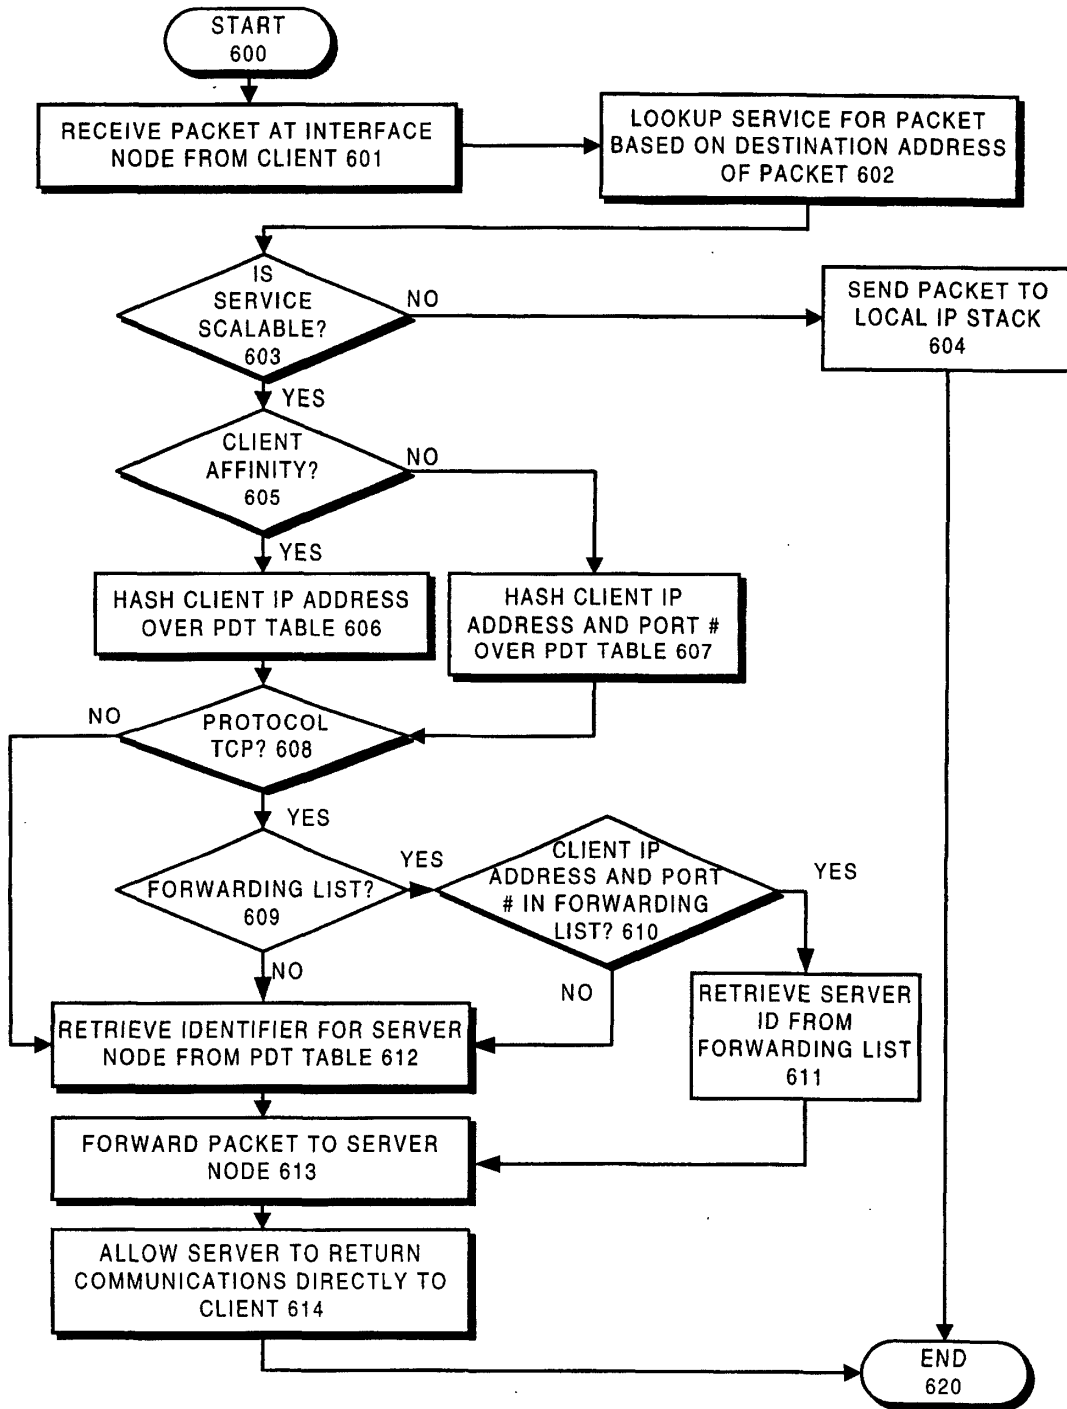 START
600
RECEIVE PACKET AT INTERFACE
NODE FROM CLIENT 601
LOOKUP SERVICE FOR PACKET
BASED ON DESTINATION ADDRESS
OF PACKET 602
IS
SERVICE
SCALABLE?
603
NO
SEND PACKET TO
LOCAL IP STACK
604
YES
CLIENT
AFFINITY?
605
NO
YES
HASH CLIENT IP ADDRESS
OVER PDT TABLE 606
HASH CLIENT IP
ADDRESS AND PORT #
OVER PDT TABLE 607
NO
PROTOCOL
TCP? 608
YES
FORWARDING LIST?
609
YES
CLIENT IP
ADDRESS AND PORT
# IN FORWARDING
LIST? 610
YES
NO
NO
RETRIEVE SERVER
ID FROM
FORWARDING LIST
611
RETRIEVE IDENTIFIER FOR SERVER
NODE FROM PDT TABLE 612
FORWARD PACKET TO SERVER
NODE 613
ALLOW SERVER TO RETURN
COMMUNICATIONS DIRECTLY TO
CLIENT 614
END
620